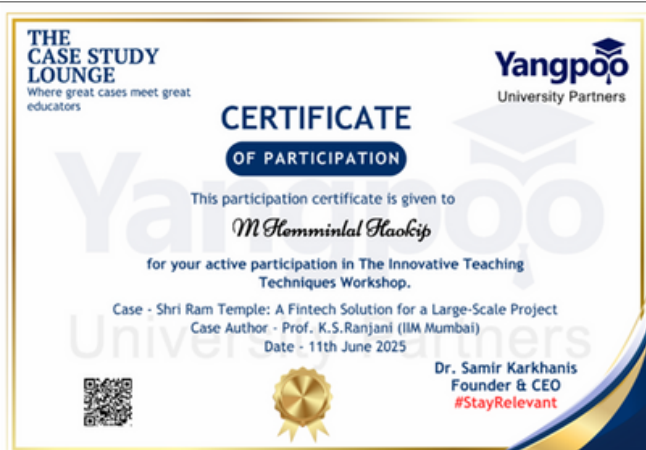 THE
CASE STUDY
LOUNGE
Where great cases meet great
educators
Yangpoo
University Partners
CERTIFICATE
OF PARTICIPATION
This participation certificate is given to
M Hemminlal Haokip
for your active participation in The Innovative Teaching
Techniques Workshop.
Case - Shri Ram Temple: A Fintech Solution for a Large-Scale Project
Case Author - Prof. K.S.Ranjani (IIM Mumbai)
Date - 11th June 2025
Dr. Samir Karkhanis
Founder & CEO
#StayRelevant
Yangpoo
University Partners